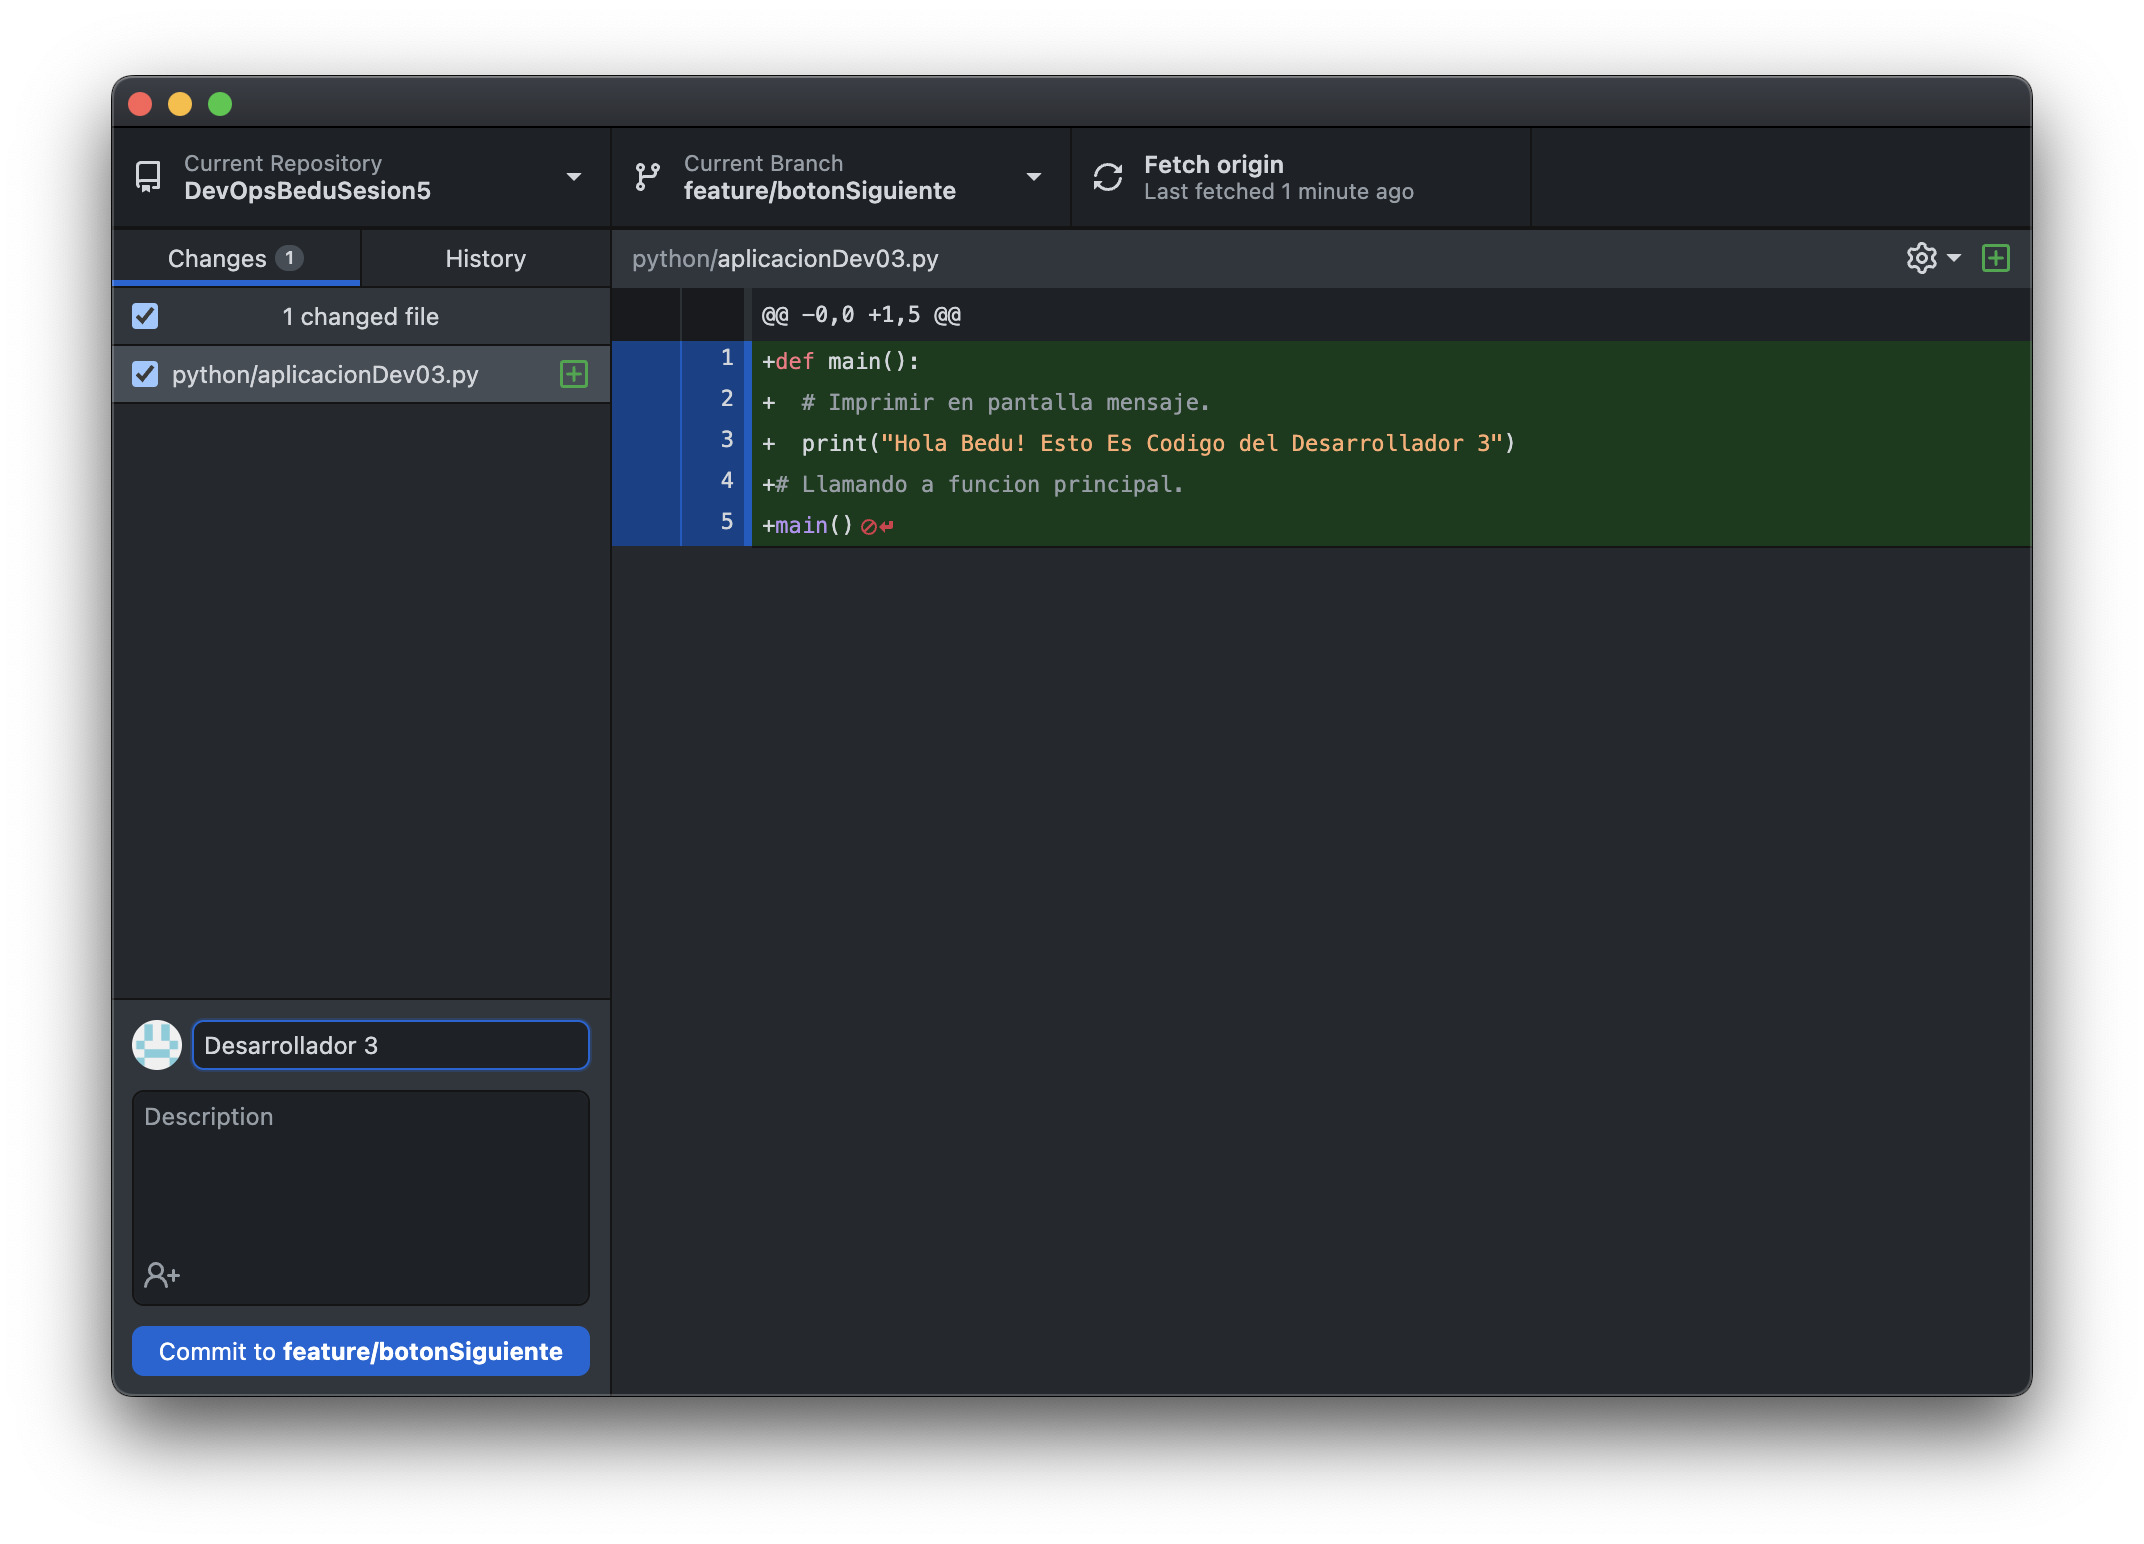 Current Repository
DevOpsBeduSesion5
Current Branch
feature/botonSiguiente
Fetch origin
Last fetched 1 minute ago
Changes 1
History
python/aplicacionDev03.py
1 changed file
python/aplicacionDev03.py
@@ -0,0 +1,5 @@
1 +def main():
2 +  # Imprimir en pantalla mensaje.
3 +  print("Hola Bedu! Esto Es Codigo del Desarrollador 3")
4 +# Llamando a funcion principal.
5 +main()
Desarrollador 3
Description
Commit to feature/botonSiguiente